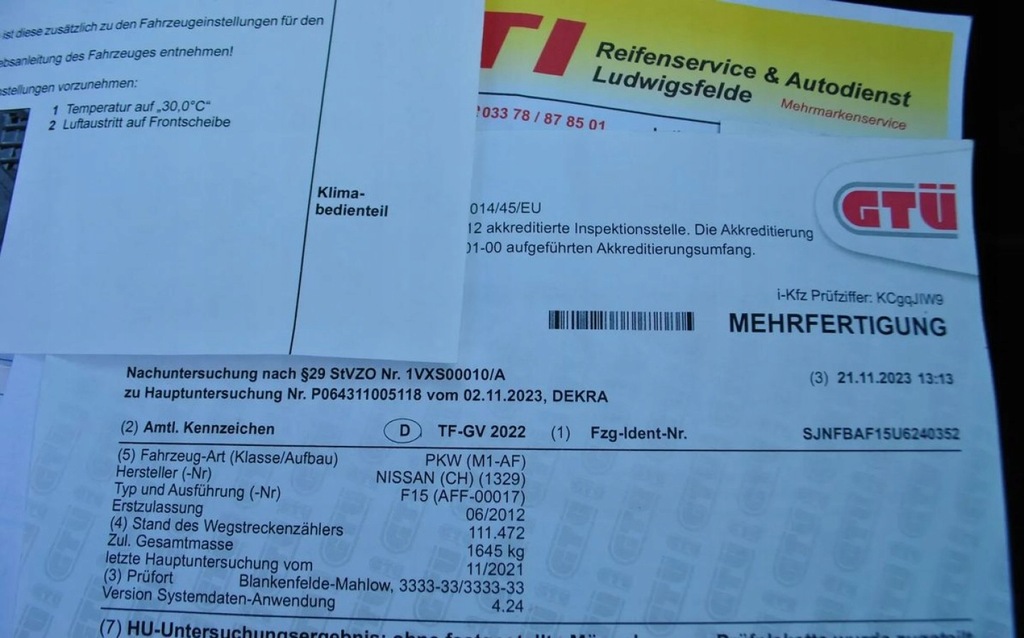 ist diese zusätzlich zu den Fahrzeugeinstellungen für den
ebsanleitung des Fahrzeuges entnehmen!
stellungen vorzunehmen:
1 Temperatur auf „30,0°C"
2 Luftaustritt auf Frontscheibe
Klima-
bedienteil
TI
Reifenservice & Autodienst
Ludwigsfelde
Mehrmarkenservice
033 78 / 87 85 01
GTÜ
014/45/EU
12 akkreditierte Inspektionsstelle. Die Akkreditierung
01-00 aufgeführten Akkreditierungsumfang.
i-Kfz Prüfziffer: KCgqJIW9
MEHRFERTIGUNG
Nachuntersuchung nach §29 StVZO Nr. 1VXS00010/A
(3) 21.11.2023 13:13
zu Hauptuntersuchung Nr. P064311005118 vom 02.11.2023, DEKRA
(2) Amtl. Kennzeichen D TF-GV 2022 (1) Fzg-Ident-Nr. SJNFBAF15U6240352
(5) Fahrzeug-Art (Klasse/Aufbau) PKW (M1-AF)
Hersteller (-Nr) NISSAN (CH) (1329)
Typ und Ausführung (-Nr) F15 (AFF-00017)
Erstzulassung 06/2012
(4) Stand des Wegstreckenzählers 111.472
Zul. Gesamtmasse 1645 kg
letzte Hauptuntersuchung vom 11/2021
(3) Prüfort Blankenfelde-Mahlow, 3333-33/3333-33
Version Systemdaten-Anwendung 4.24
(7) HU-Untersuchungsergebnis: ohne festgestellte